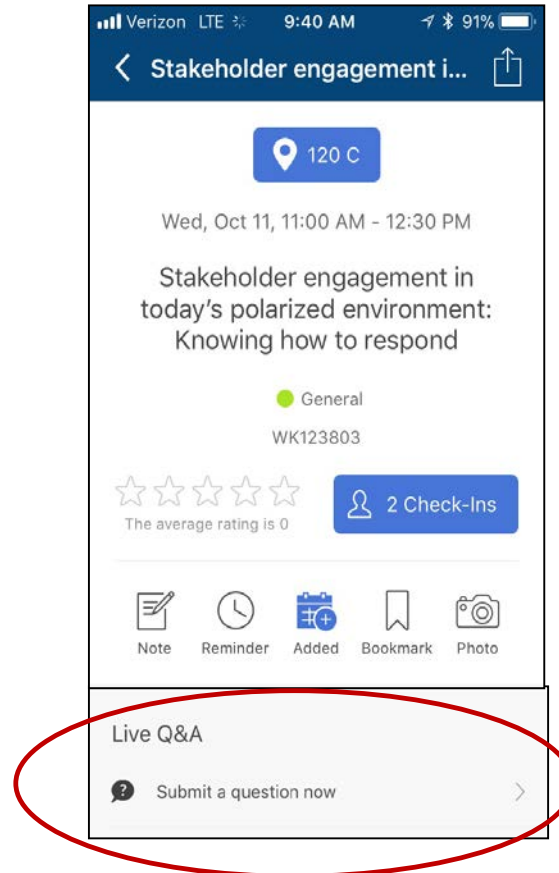 Verizon LTE 9:40 AM 91%
Stakeholder engagement i...
120 C
Wed, Oct 11, 11:00 AM - 12:30 PM
Stakeholder engagement in
today's polarized environment:
Knowing how to respond
General
WK123803
The average rating is 0
2 Check-Ins
Note Reminder Added Bookmark Photo
Live Q&A
Submit a question now